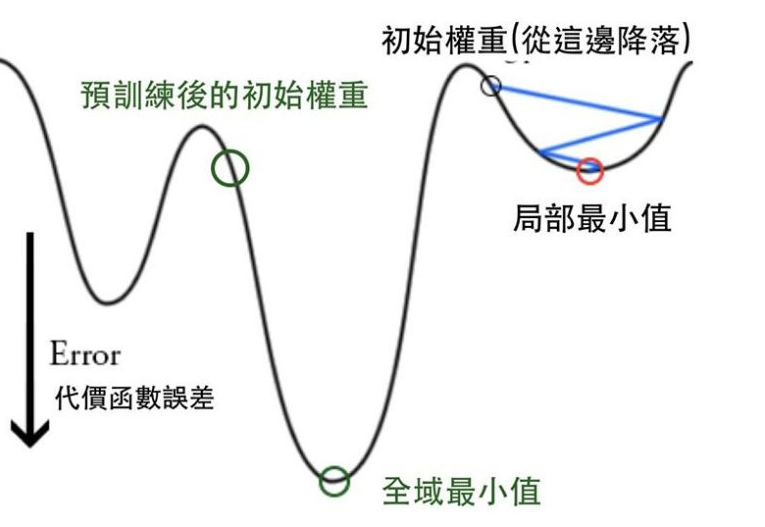 初始權重(從這邊降落)
預訓練後的初始權重
局部最小值
Error
代價函數誤差
全域最小值